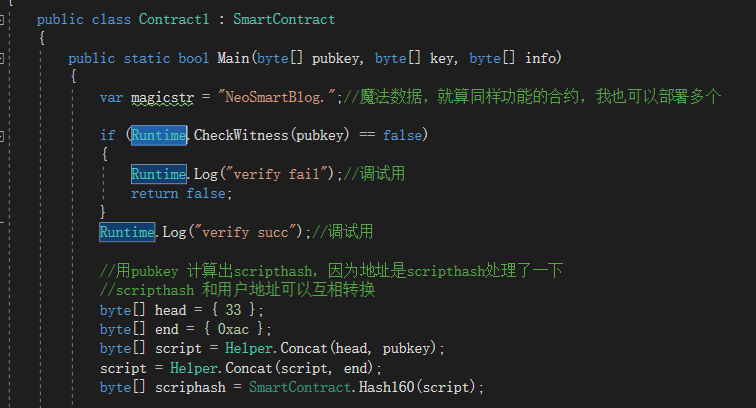 {
public class Contract1 : SmartContract
{
public static bool Main(byte[] pubkey, byte[] key, byte[] info)
{
var magicstr = "NeoSmartBlog.";//魔法数据，就算同样功能的合约，我也可以部署多个
if (Runtime.CheckWitness(pubkey) == false)
{
Runtime.Log("verify fail");//调试用
return false;
}
Runtime.Log("verify succ");//调试用
//用pubkey 计算出scripthash，因为地址是scripthash处理了一下
//scripthash 和用户地址可以互相转换
byte[] head = { 33 };
byte[] end = { 0xac };
byte[] script = Helper.Concat(head, pubkey);
script = Helper.Concat(script, end);
byte[] scriphash = SmartContract.Hash160(script);